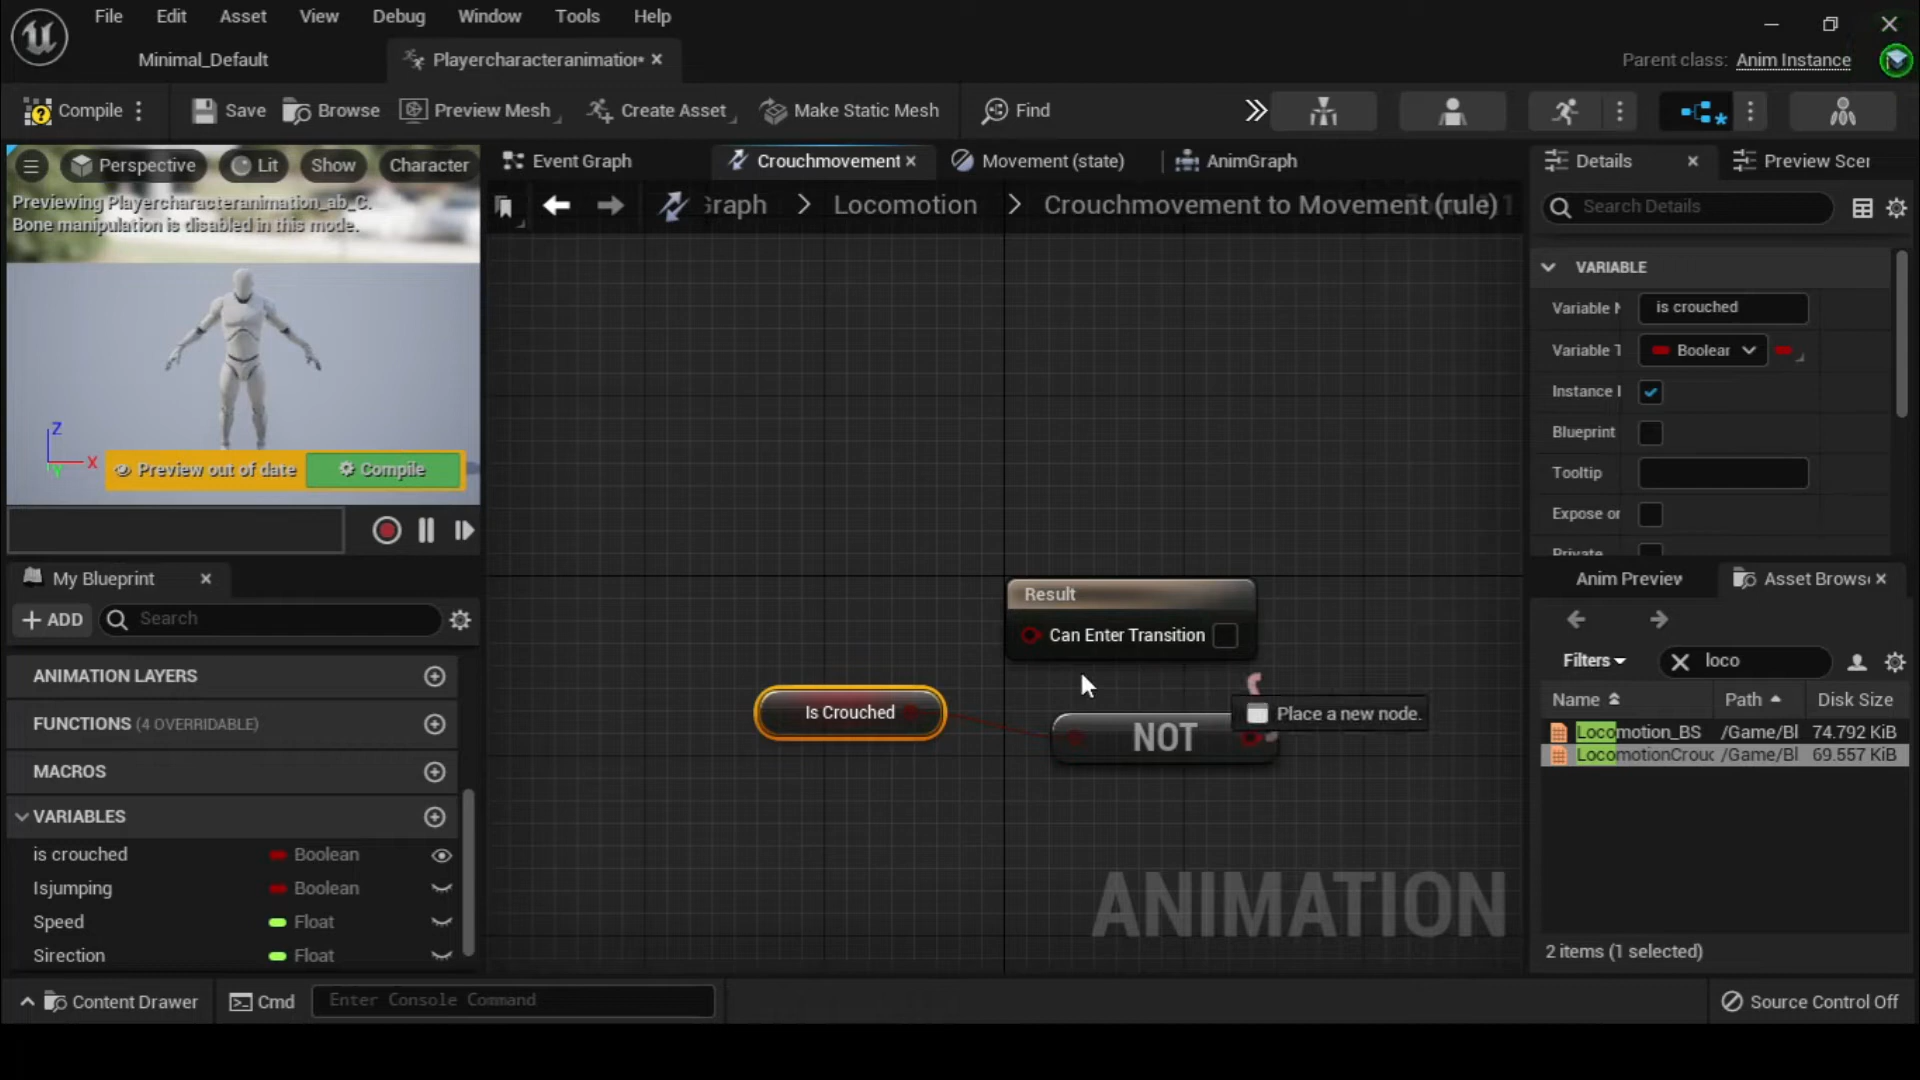 File Edit Asset View Debug Window Tools Help
Minimal_Default
Playercharacteranimation•
Parent class: Anim Instance
Compile
Save
Browse
Preview Mesh
Create Asset
Make Static Mesh
Find
Perspective
Lit
Show
Character
Previewing Playercharacteranimation_ab_C.
Bone manipulation is disabled in this mode.
Z
X
Y
Preview out of date
Compile
Event Graph
Crouchmovement
Movement (state)
AnimGraph
Graph > Locomotion > Crouchmovement to Movement (rule)
Result
Can Enter Transition
Is Crouched
NOT
Place a new node.
ANIMATION
My Blueprint
ADD
Search
ANIMATION LAYERS
FUNCTIONS (4 OVERRIDABLE)
MACROS
VARIABLES
is crouched Boolean
Isjumping Boolean
Speed Float
Sirection Float
Details
Preview Scer
Search Details
VARIABLE
Variable N is crouched
Variable T Boolear
Instance I
Blueprint
Tooltip
Expose or
Private
Anim Preview
Asset Brows
Filters
loco
Name Path Disk Size
Locomotion_BS /Game/Bl 74.792 KiB
LocomotionCrouc /Game/Bl 69.557 KiB
2 items (1 selected)
Content Drawer
Cmd
Enter Console Command
Source Control Off